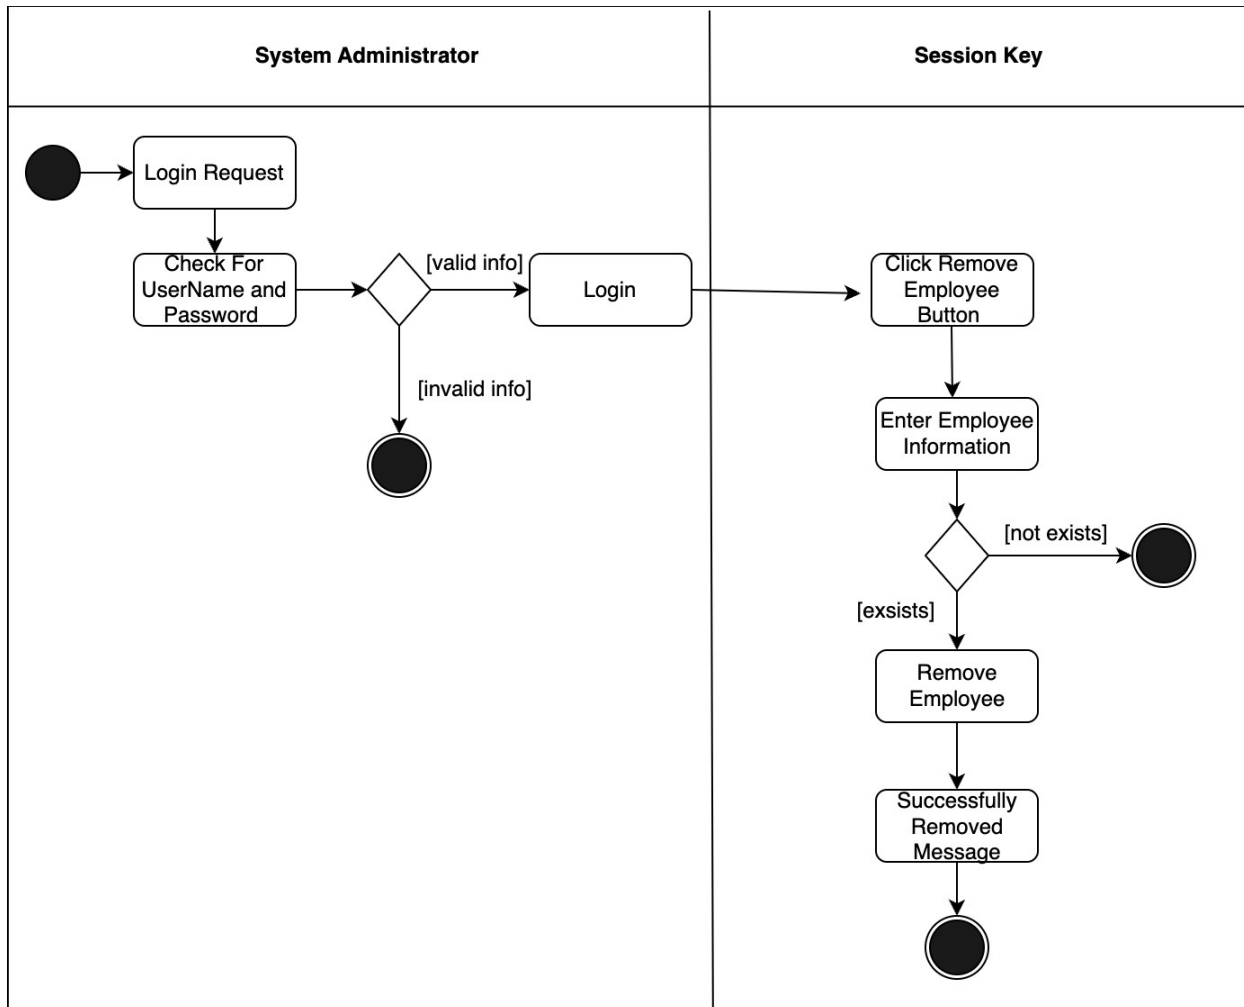 System Administrator
Session Key
Login Request
Check For
UserName and
Password
[valid info]
Login
[invalid info]
Click Remove
Employee
Button
Enter Employee
Information
[not exists]
[exsists]
Remove
Employee
Successfully
Removed
Message